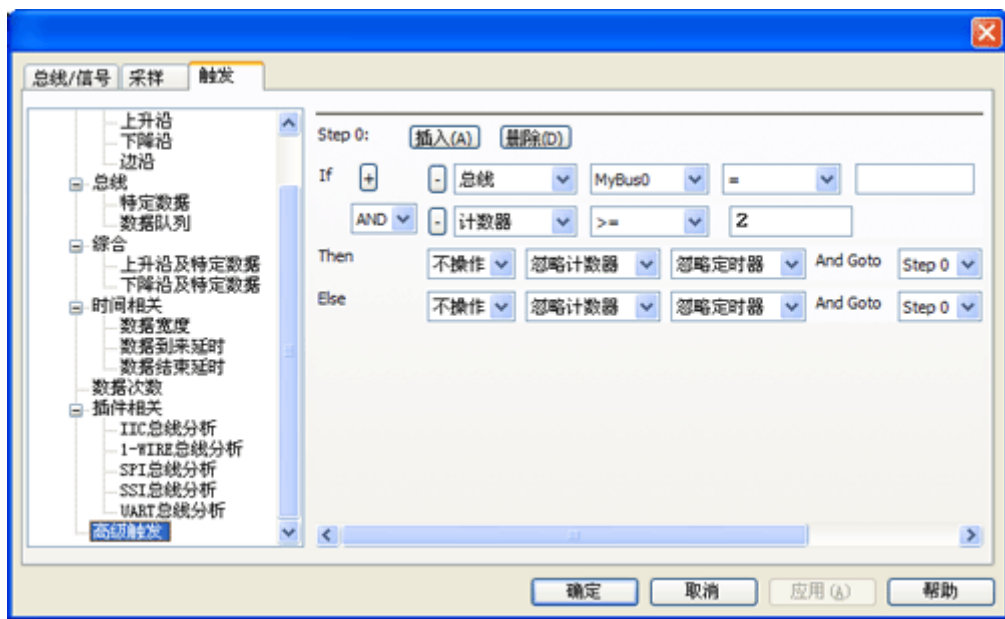 总线/信号 采样 触发
上升沿
下降沿
边沿
总线
特定数据
数据队列
综合
上升沿及特定数据
下降沿及特定数据
时间相关
数据宽度
数据到来延时
数据结束延时
数据次数
插件相关
IIC总线分析
1-WIRE总线分析
SPI总线分析
SSI总线分析
UART总线分析
高级触发
Step 0: 插入(A) 删除(D)
If + - 总线 MyBus0 =
AND - 计数器 >= 2
Then 不操作 忽略计数器 忽略定时器 And Goto Step 0
Else 不操作 忽略计数器 忽略定时器 And Goto Step 0
确定 取消 应用(A) 帮助